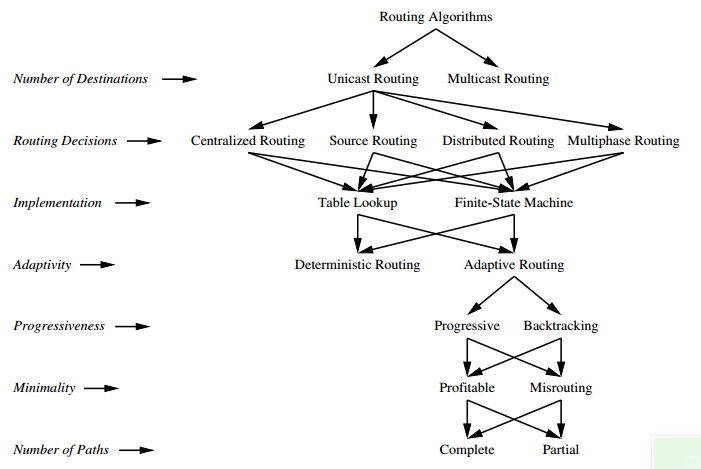 Routing Algorithms
Number of Destinations Unicast Routing Multicast Routing
Routing Decisions Centralized Routing Source Routing Distributed Routing Multiphase Routing
Implementation Table Lookup Finite-State Machine
Adaptivity Deterministic Routing Adaptive Routing
Progressiveness Progressive Backtracking
Minimality Profitable Misrouting
Number of Paths Complete Partial